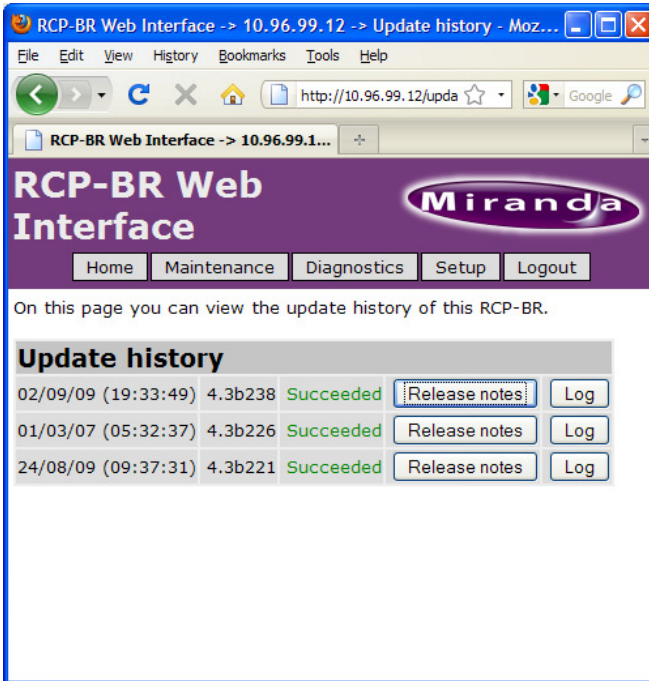 RCP-BR Web Interface -> 10.96.99.12 -> Update history - Moz...
File Edit View History Bookmarks Tools Help
http://10.96.99.12/upda Google
RCP-BR Web Interface -> 10.96.99.1...
RCP-BR Web
Interface
Miranda
Home Maintenance Diagnostics Setup Logout
On this page you can view the update history of this RCP-BR.
Update history
02/09/09 (19:33:49) 4.3b238 Succeeded Release notes Log
01/03/07 (05:32:37) 4.3b226 Succeeded Release notes Log
24/08/09 (09:37:31) 4.3b221 Succeeded Release notes Log